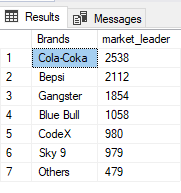 Results Messages
Brands market_leader
1 Cola-Coka 2538
2 Bepsi 2112
3 Gangster 1854
4 Blue Bull 1058
5 CodeX 980
6 Sky 9 979
7 Others 479